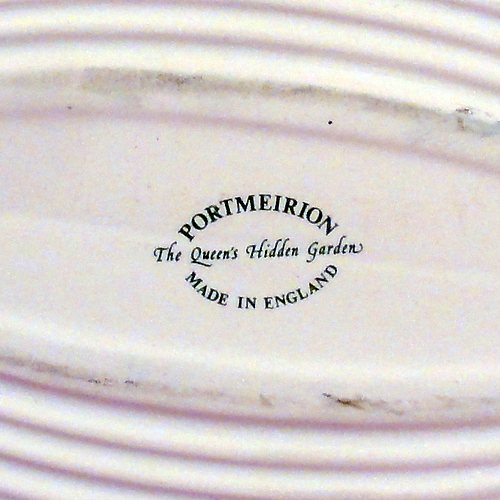 PORTMEIRION
The Queen's Hidden Garden
MADE IN ENGLAND